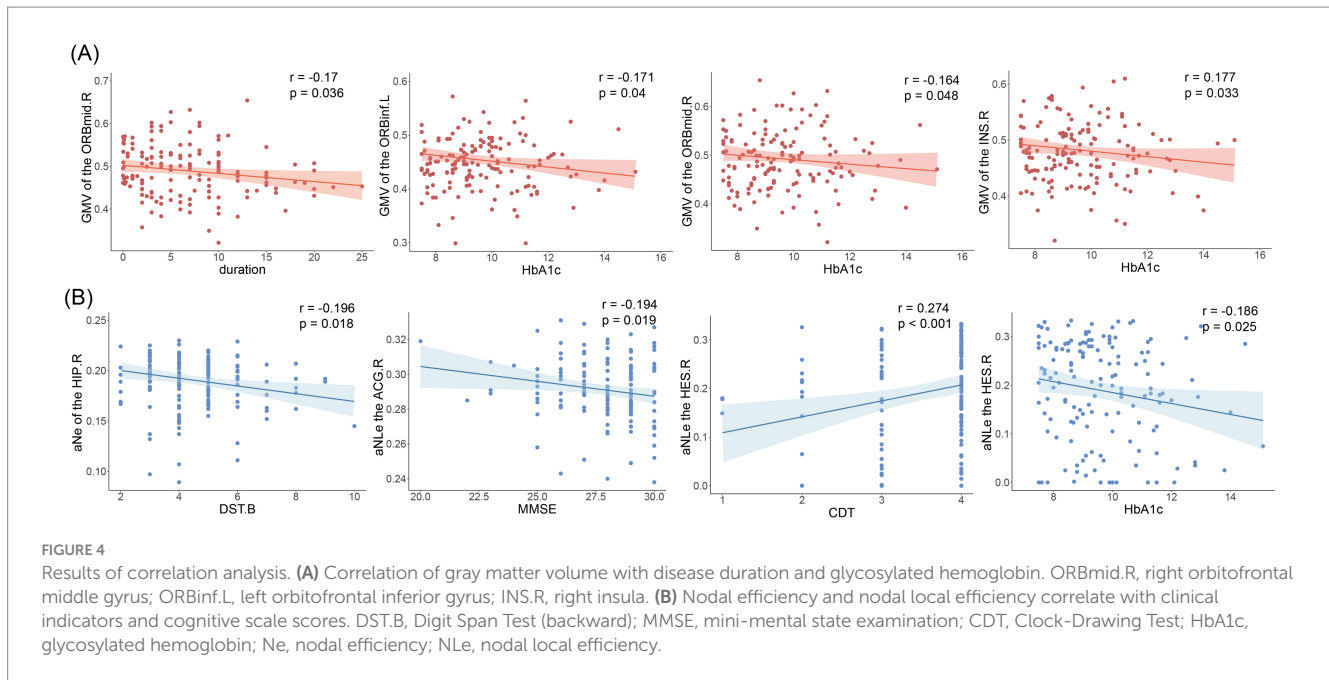 (A)
r = -0.17
p = 0.036
GMV of the ORBmid.R
0.7
0.6
0.5
0.4
0 5 10 15 20 25
duration
r = -0.171
p = 0.04
GMV of the ORBinf.L
0.6
0.5
0.4
0.3
8 10 12 14 16
HbA1c
r = -0.164
p = 0.048
GMV of the ORBmid.R
0.6
0.5
0.4
8 10 12 14 16
HbA1c
r = 0.177
p = 0.033
GMV of the INS.R
0.6
0.5
0.4
0.3
8 10 12 14 16
HbA1c
(B)
r = -0.196
p = 0.018
aNe of the HIP.R
0.25
0.20
0.15
0.10
2 4 6 8 10
DST.B
r = -0.194
p = 0.019
aNLe the ACG.R
0.32
0.30
0.28
0.26
0.24
20.0 22.5 25.0 27.5 30.0
MMSE
r = 0.274
p < 0.001
aNLe the HES.R
0.3
0.2
0.1
0.0
1 2 3 4
CDT
r = -0.186
p = 0.025
aNLe the HES.R
0.3
0.2
0.1
0.0
8 10 12 14
HbA1c
FIGURE 4
Results of correlation analysis. (A) Correlation of gray matter volume with disease duration and glycosylated hemoglobin. ORBmid.R, right orbitofrontal
middle gyrus; ORBinf.L, left orbitofrontal inferior gyrus; INS.R, right insula. (B) Nodal efficiency and nodal local efficiency correlate with clinical
indicators and cognitive scale scores. DST.B, Digit Span Test (backward); MMSE, mini-mental state examination; CDT, Clock-Drawing Test; HbA1c,
glycosylated hemoglobin; Ne, nodal efficiency; NLe, nodal local efficiency.